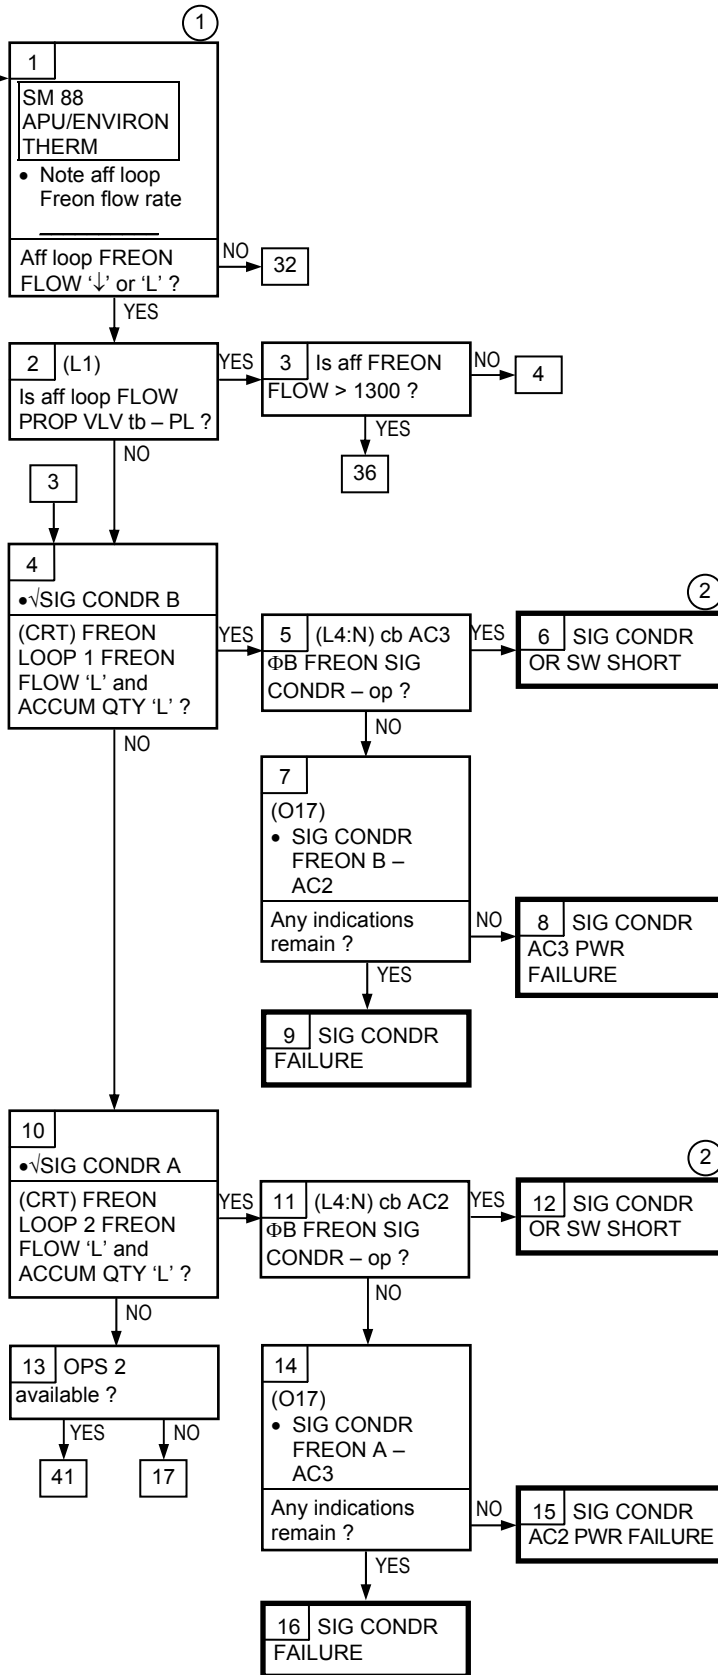 1
1
SM 88
APU/ENVIRON
THERM
• Note aff loop
Freon flow rate
Aff loop FREON
FLOW ‘↓’ or ‘L’ ?
NO
32
YES
2 (L1)
Is aff loop FLOW
PROP VLV tb – PL ?
YES
3 Is aff FREON
FLOW > 1300 ?
NO
4
YES
36
NO
3
4
•√SIG CONDR B
(CRT) FREON
LOOP 1 FREON
FLOW ‘L’ and
ACCUM QTY ‘L’ ?
YES
5 (L4:N) cb AC3
ΦB FREON SIG
CONDR – op ?
YES
2
6 SIG CONDR
OR SW SHORT
NO
NO
7
(O17)
• SIG CONDR
FREON B –
AC2
Any indications
remain ?
NO
8 SIG CONDR
AC3 PWR
FAILURE
YES
9 SIG CONDR
FAILURE
10
•√SIG CONDR A
(CRT) FREON
LOOP 2 FREON
FLOW ‘L’ and
ACCUM QTY ‘L’ ?
YES
11 (L4:N) cb AC2
ΦB FREON SIG
CONDR – op ?
YES
2
12 SIG CONDR
OR SW SHORT
NO
NO
13 OPS 2
available ?
YES
NO
41
17
14
(O17)
• SIG CONDR
FREON A –
AC3
Any indications
remain ?
NO
15 SIG CONDR
AC2 PWR FAILURE
YES
16 SIG CONDR
FAILURE